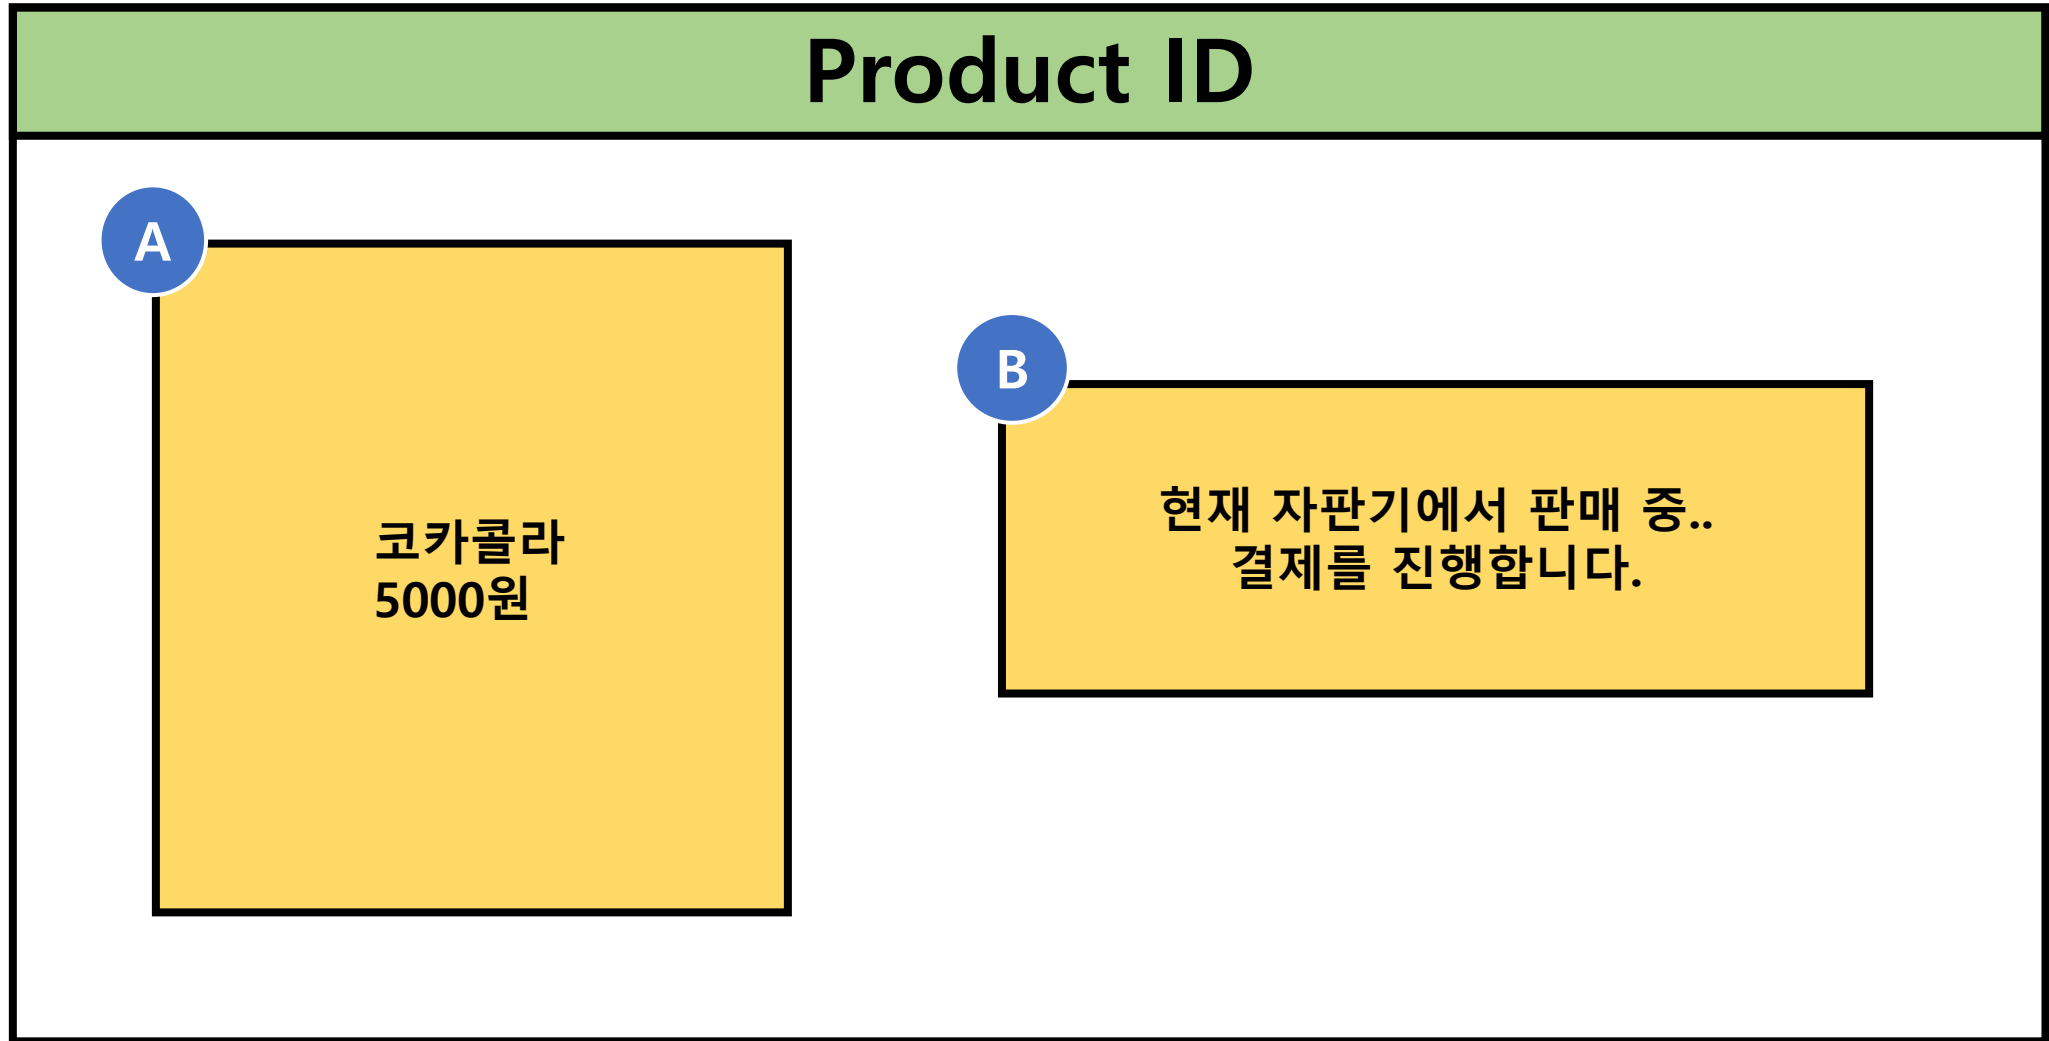 Product ID
A
코카콜라
5000원
B
현재 자판기에서 판매 중..
결제를 진행합니다.